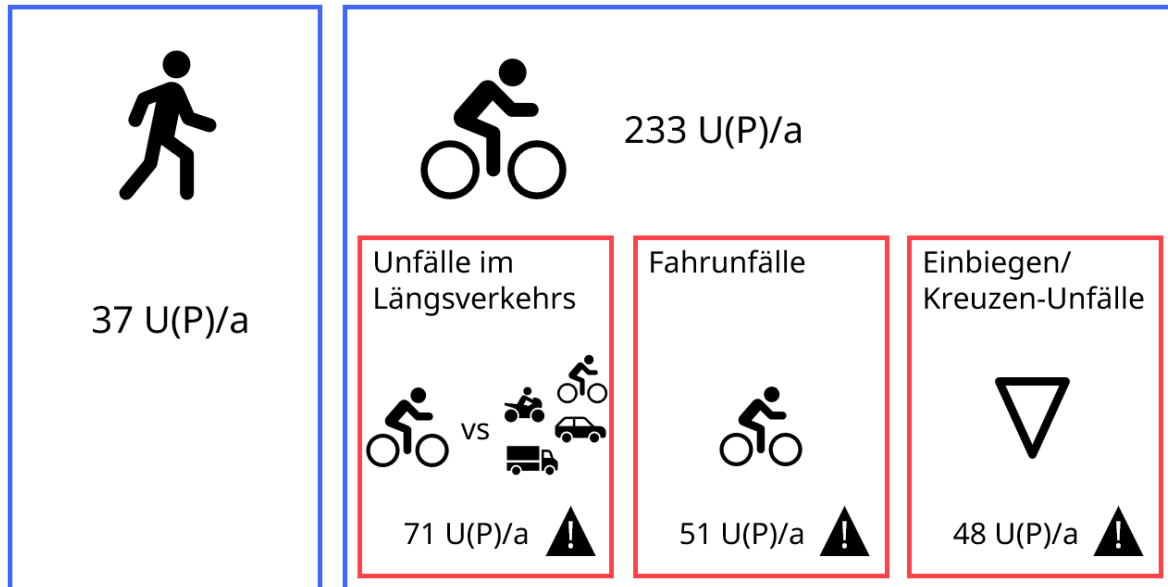 37 U(P)/a
233 U(P)/a
Unfälle im
Längsverkehrs
vs
71 U(P)/a
!
Fahrunfälle
51 U(P)/a
!
Einbiegen/
Kreuzen-Unfälle
48 U(P)/a
!